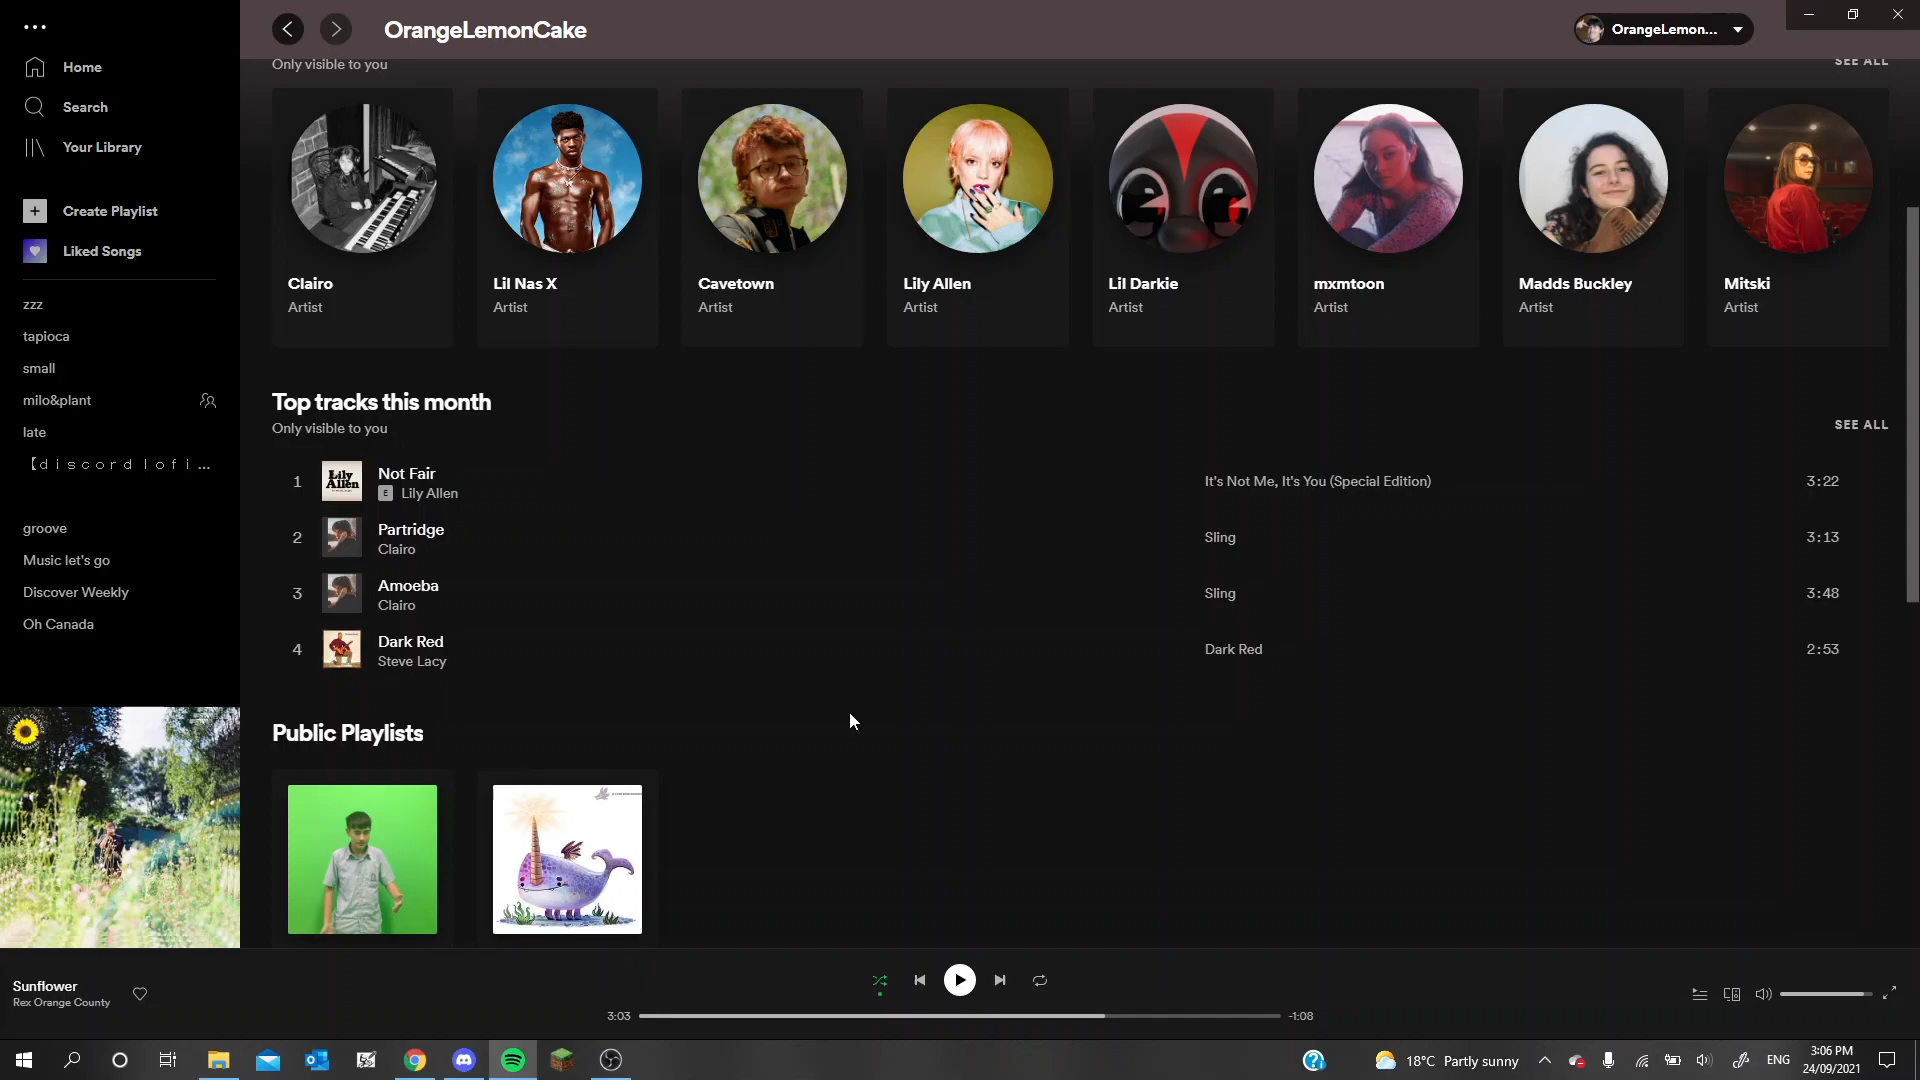 OrangeLemonCake
OrangeLemon...
Home
Search
Your Library
Create Playlist
Liked Songs
zzz
tapioca
small
milo&plant
late
【ｄｉｓｃｏｒｄ ｌｏｆｉ ...
groove
Music let's go
Discover Weekly
Oh Canada
Only visible to you
SEE ALL
Clairo
Artist
Lil Nas X
Artist
Cavetown
Artist
Lily Allen
Artist
Lil Darkie
Artist
mxmtoon
Artist
Madds Buckley
Artist
Mitski
Artist
Top tracks this month
Only visible to you
SEE ALL
1 Not Fair It's Not Me, It's You (Special Edition) 3:22
E Lily Allen
2 Partridge Sling 3:13
Clairo
3 Amoeba Sling 3:48
Clairo
4 Dark Red Dark Red 2:53
Steve Lacy
Public Playlists
Sunflower
Rex Orange County
3:03
-1:08
18°C Partly sunny
ENG
3:06 PM
24/09/2021
Lily
Allen